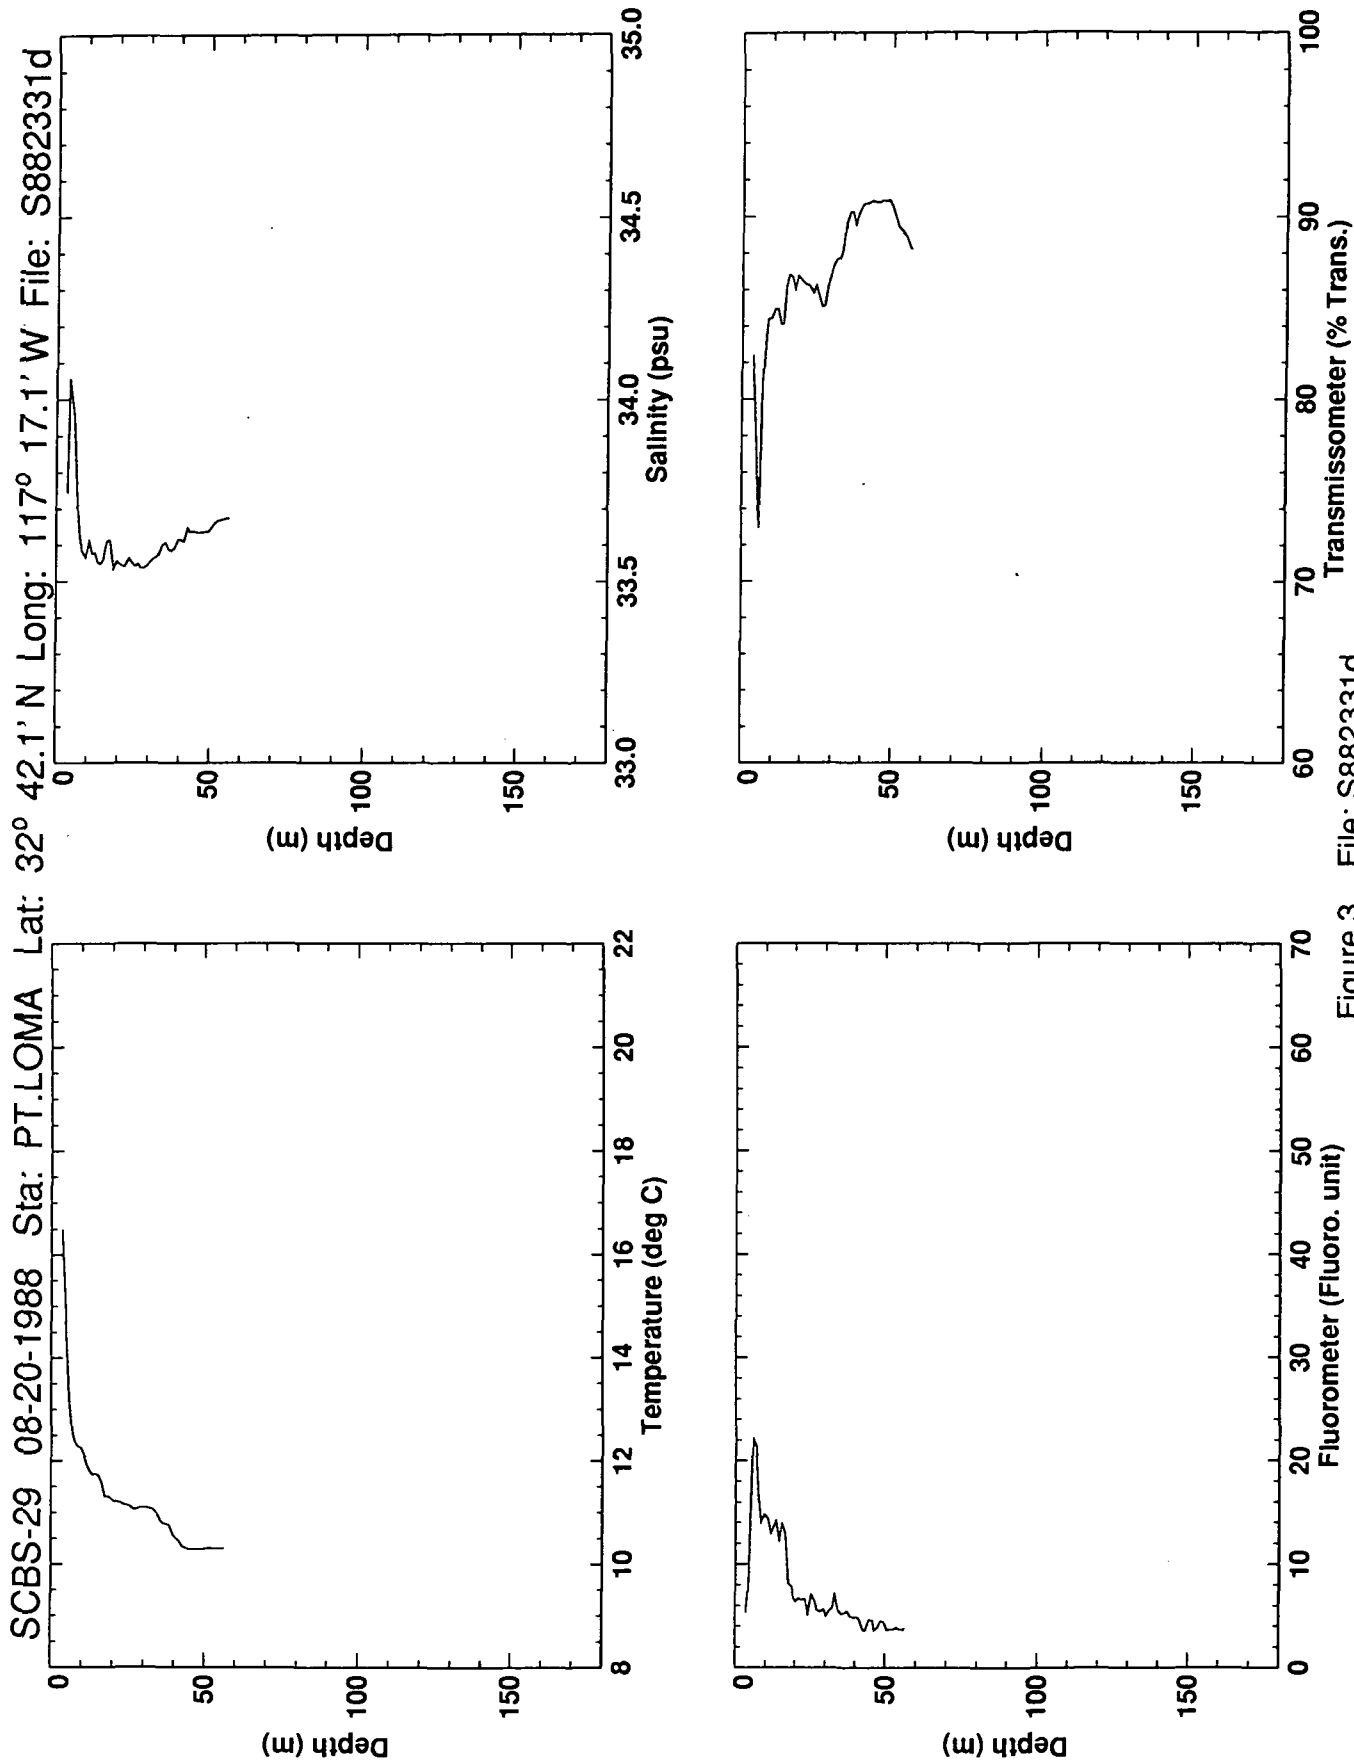 SCBS-29 08-20-1988 Sta: PT.LOMA Lat: 32° 42.1' N Long: 117° 17.1' W File: S882331d
0
50
100
150
Depth (m)
8 10 12 14 16 18 20 22
Temperature (deg C)
0
50
100
150
Depth (m)
33.0 33.5 34.0 34.5 35.0
Salinity (psu)
0
50
100
150
Depth (m)
0 10 20 30 40 50 60 70
Fluorometer (Fluoro. unit)
0
50
100
150
Depth (m)
60 70 80 90 100
Transmissometer (% Trans.)
Figure 3 File: S882331d